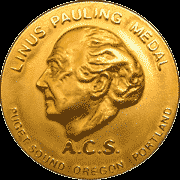 LINUS PAULING MEDAL
A.C.S.
PUGET SOUND, OREGON, PORTLAND